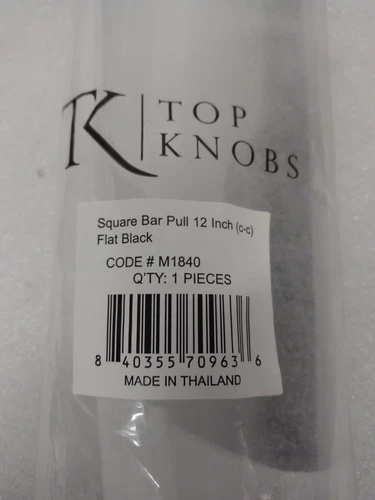 TK | TOP
KNOBS
Square Bar Pull 12 Inch (c-c)
Flat Black
CODE # M1840
Q'TY: 1 PIECES
8 40355 70963 6
MADE IN THAILAND